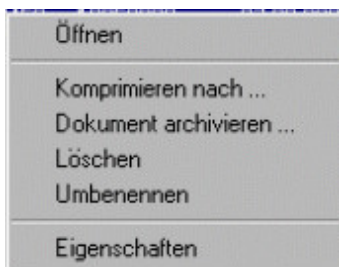 Öffnen
Komprimieren nach ...
Dokument archivieren ...
Löschen
Umbenennen
Eigenschaften